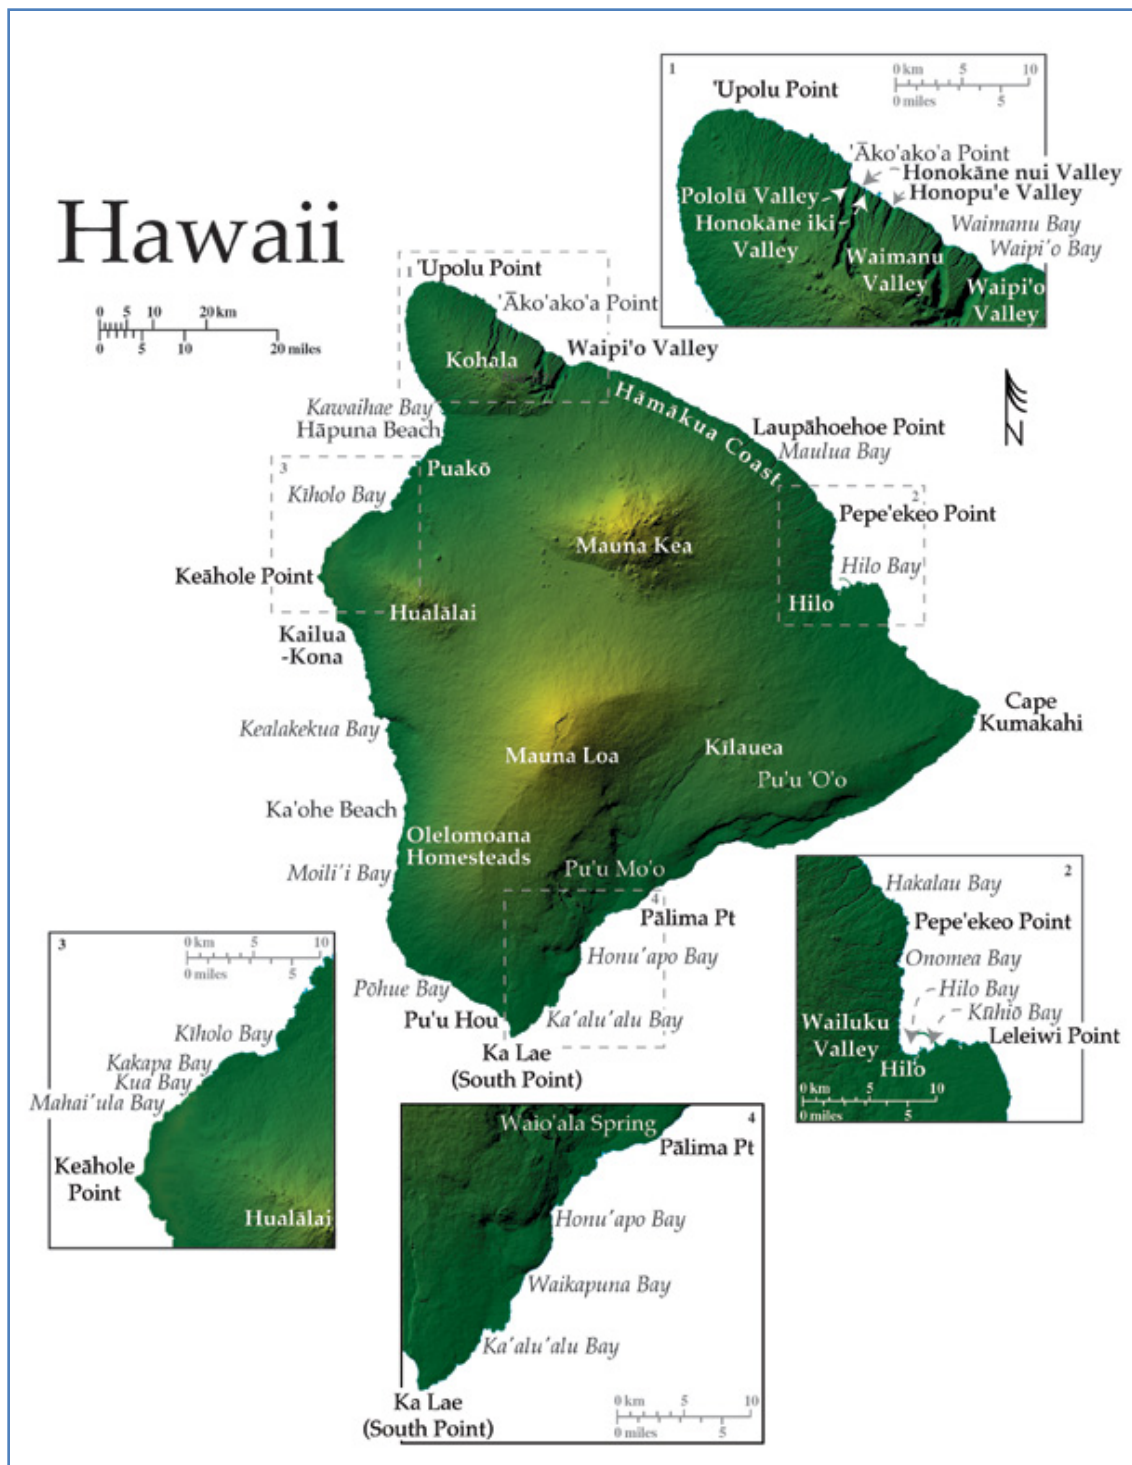 Hawaii
0 5 10 20 km
0 5 10 20 miles
'Upolu Point
'Āko'ako'a Point
Kohala
Waipi'o Valley
Kawaihae Bay
Hāpuna Beach
Hāmākua Coast
Laupāhoehoe Point
Maulua Bay
3
Puakō
Kīholo Bay
2
Pepe'ekeo Point
Mauna Kea
Hilo Bay
Keāhole Point
Hualālai
Hilo
Kailua
-Kona
Cape
Kumakahi
Kealakekua Bay
Mauna Loa
Kīlauea
Pu'u 'O'o
Ka'ohe Beach
Olelomoana
Homesteads
Moili'i Bay
Pu'u Mo'o
4
Pālima Pt
Honu'apo Bay
Pōhue Bay
Pu'u Hou
Ka'alu'alu Bay
Ka Lae
(South Point)
N
1
0 km 5 10
0 miles 5
'Upolu Point
'Āko'ako'a Point
Honokāne nui Valley
Pololū Valley
Honopu'e Valley
Honokāne iki
Valley
Waimanu Bay
Waipi'o Bay
Waimanu
Valley
Waipi'o
Valley
2
Hakalau Bay
Pepe'ekeo Point
Onomea Bay
Hilo Bay
Kūhiō Bay
Wailuku
Valley
Leleiwi Point
Hilo
0 km 5 10
0 miles 5
3
0 km 5 10
0 miles 5
Kīholo Bay
Kakapa Bay
Kua Bay
Mahai'ula Bay
Keāhole
Point
Hualālai
4
Waio'ala Spring
Pālima Pt
Honu'apo Bay
Waikapuna Bay
Ka'alu'alu Bay
Ka Lae
(South Point)
0 km 5 10
0 miles 5